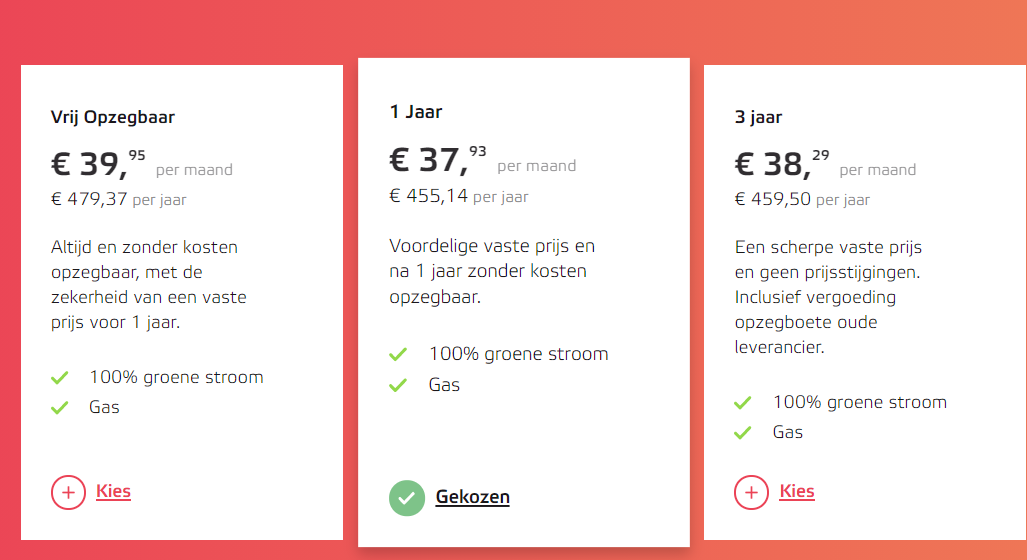 Vrij Opzegbaar
€ 39,95 per maand
€ 479,37 per jaar
Altijd en zonder kosten
opzegbaar, met de
zekerheid van een vaste
prijs voor 1 jaar.
100% groene stroom
Gas
Kies
1 Jaar
€ 37,93 per maand
€ 455,14 per jaar
Voordelige vaste prijs en
na 1 jaar zonder kosten
opzegbaar.
100% groene stroom
Gas
Gekozen
3 jaar
€ 38,29 per maand
€ 459,50 per jaar
Een scherpe vaste prijs
en geen prijsstijgingen.
Inclusief vergoeding
opzegboete oude
leverancier.
100% groene stroom
Gas
Kies